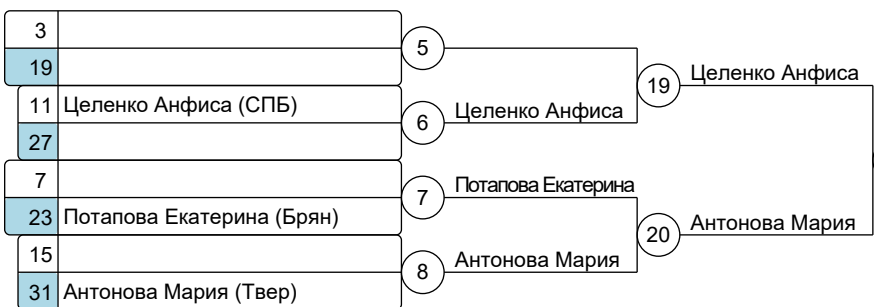 3
5
19
19 Целенко Анфиса
11 Целенко Анфиса (СПБ)
6 Целенко Анфиса
27
7
7 Потапова Екатерина
23 Потапова Екатерина (Брян)
20 Антонова Мария
15
8 Антонова Мария
31 Антонова Мария (Твер)